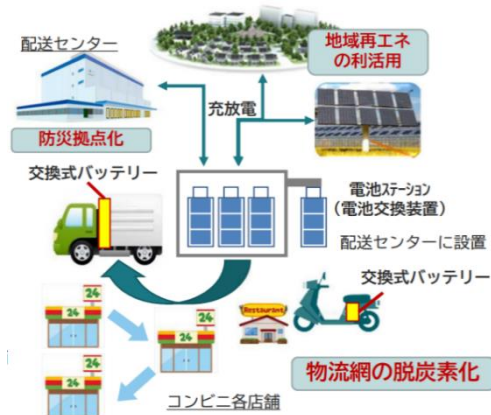 配送センター
地域再エネ
の利活用
充放電
防災拠点化
交換式バッテリー
電池ステーション
（電池交換装置）
配送センターに設置
交換式バッテリー
24
24
24
24
24
24
Restaurant
物流網の脱炭素化
コンビニ各店舗